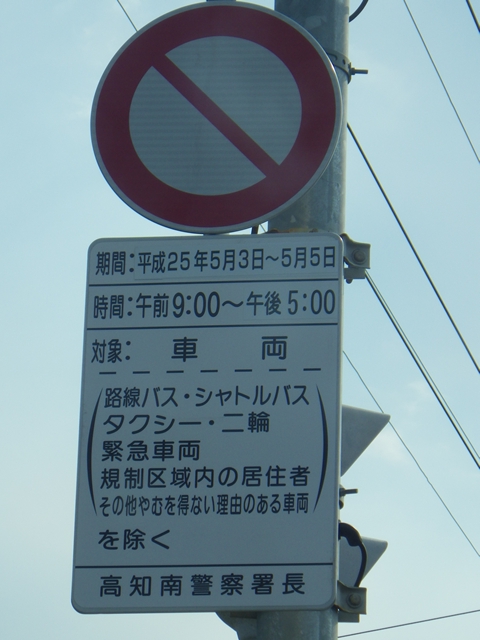 期間：平成25年5月3日〜5月5日
時間：午前9:00〜午後5:00
対象：車両
路線バス・シャトルバス
タクシー・二輪
緊急車両
規制区域内の居住者
その他やむを得ない理由のある車両
を除く
高知南警察署長